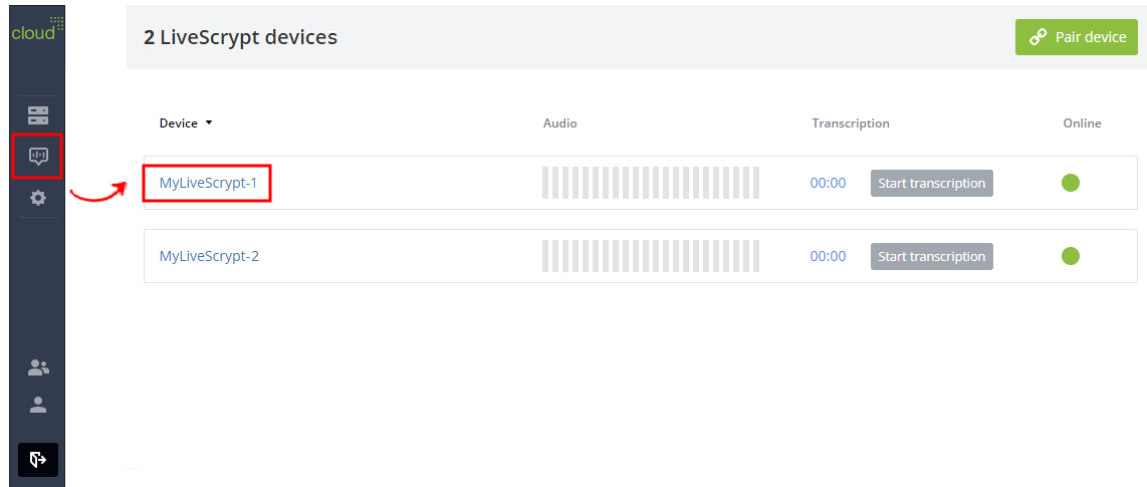 cloud
2 LiveScrypt devices
Pair device
Device Audio Transcription Online
MyLiveScrypt-1 00:00 Start transcription
MyLiveScrypt-2 00:00 Start transcription